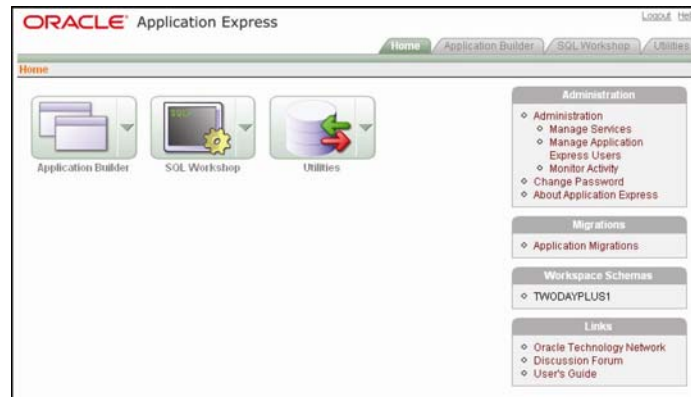 ORACLE Application Express
Logout Hel
Home Application Builder SQL Workshop Utilities
Home
Application Builder
SQL Workshop
Utilities
Administration
Administration
Manage Services
Manage Application
Express Users
Monitor Activity
Change Password
About Application Express
Migrations
Application Migrations
Workspace Schemas
TWODAYPLUS1
Links
Oracle Technology Network
Discussion Forum
User's Guide